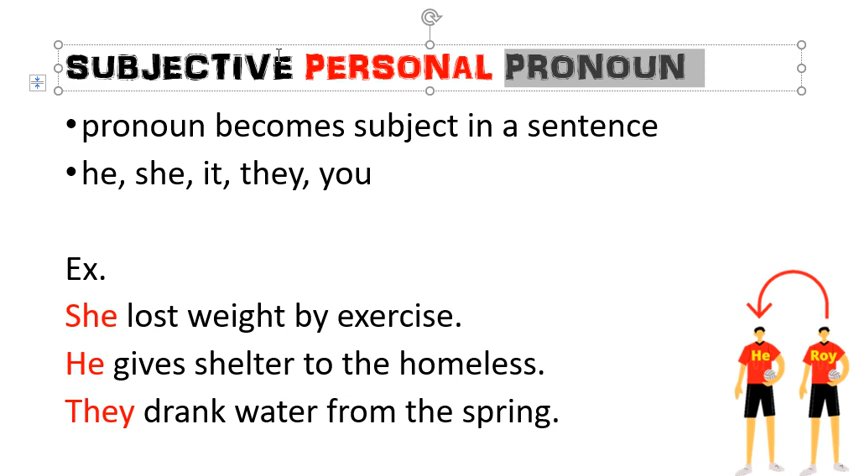 SUBJECTIVE PERSONAL PRONOUN
•pronoun becomes subject in a sentence
•he, she, it, they, you
Ex.
She lost weight by exercise.
He gives shelter to the homeless.
They drank water from the spring.
He Roy